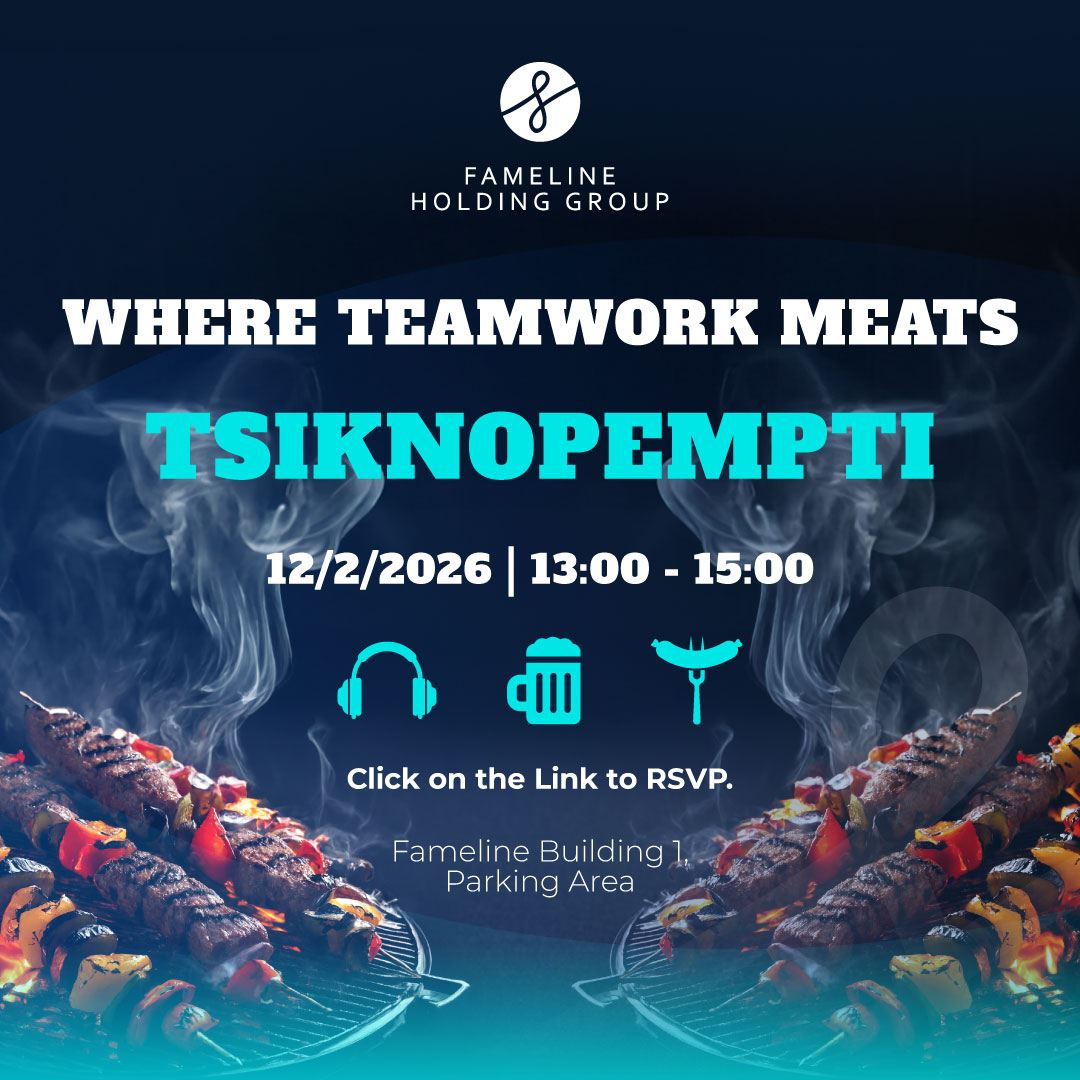 FAMELINE
HOLDING GROUP
WHERE TEAMWORK MEATS
TSIKNOPEMPTI
12/2/2026 | 13:00 - 15:00
Click on the Link to RSVP.
Fameline Building 1,
Parking Area